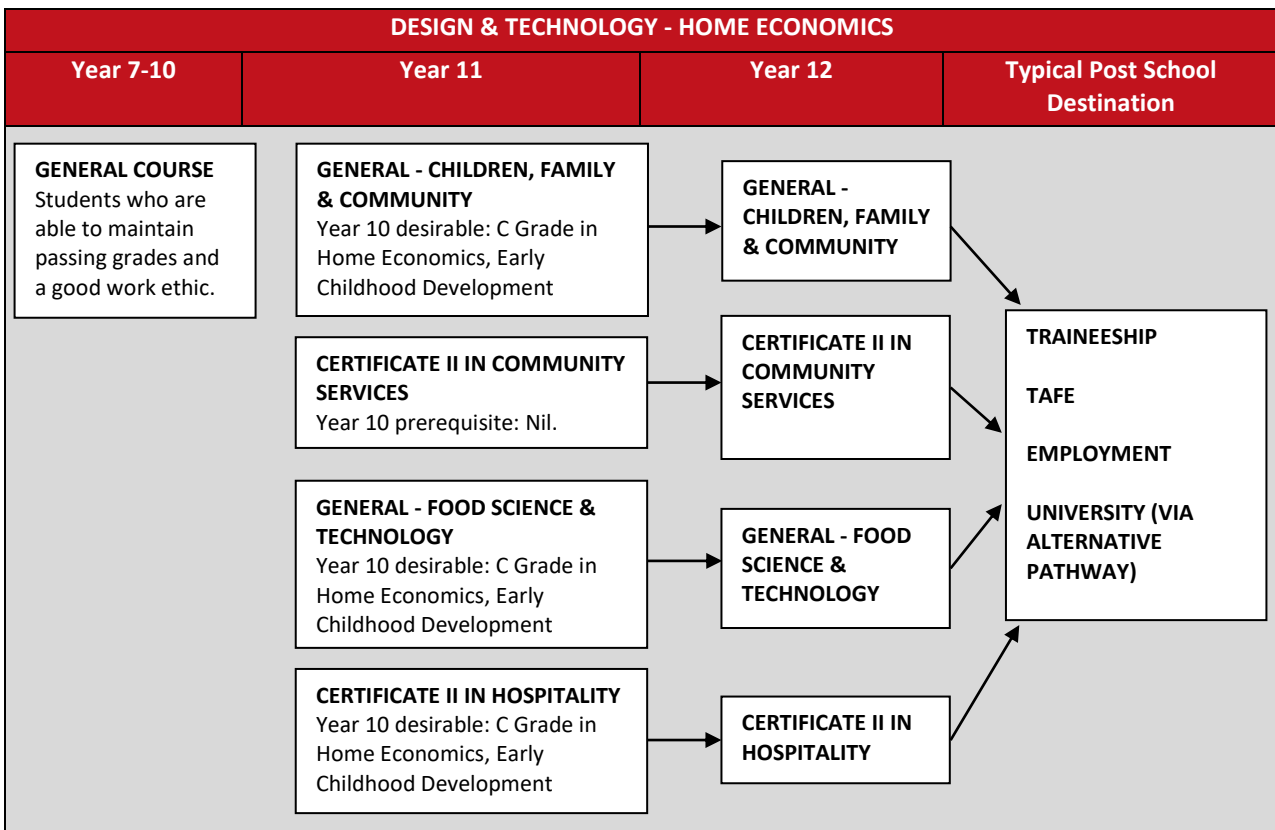 DESIGN & TECHNOLOGY - HOME ECONOMICS
Year 7-10
Year 11
Year 12
Typical Post School
Destination
GENERAL COURSE
Students who are
able to maintain
passing grades and
a good work ethic.
GENERAL - CHILDREN, FAMILY
& COMMUNITY
Year 10 desirable: C Grade in
Home Economics, Early
Childhood Development
CERTIFICATE II IN COMMUNITY
SERVICES
Year 10 prerequisite: Nil.
GENERAL - FOOD SCIENCE &
TECHNOLOGY
Year 10 desirable: C Grade in
Home Economics, Early
Childhood Development
CERTIFICATE II IN HOSPITALITY
Year 10 desirable: C Grade in
Home Economics, Early
Childhood Development
GENERAL -
CHILDREN, FAMILY
& COMMUNITY
CERTIFICATE II IN
COMMUNITY
SERVICES
GENERAL - FOOD
SCIENCE &
TECHNOLOGY
CERTIFICATE II IN
HOSPITALITY
TRAINEESHIP
TAFE
EMPLOYMENT
UNIVERSITY (VIA
ALTERNATIVE
PATHWAY)